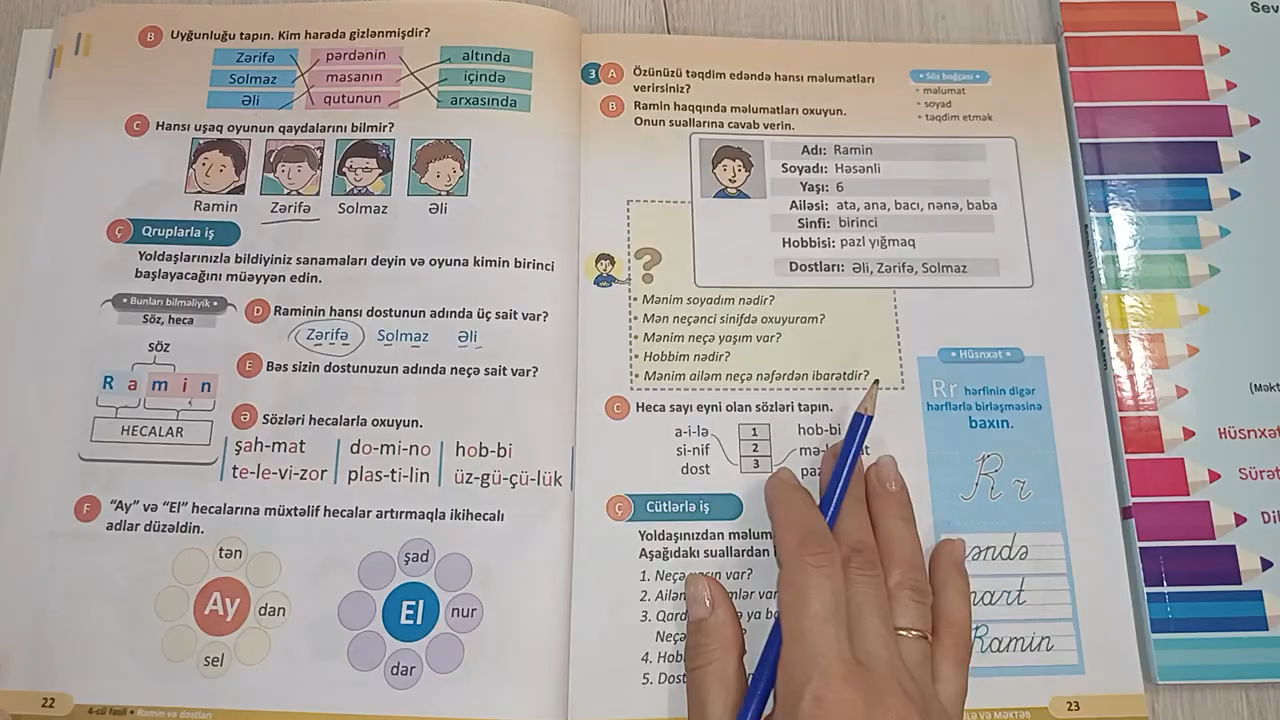 B Uyğunluğu tapın. Kim harada gizlənmişdir?
Zərifə pərdənin altında
Solmaz masanın içində
Əli qutunun arxasında
C Hansı uşaq oyunun qaydalarını bilmir?
Ramin Zərifə Solmaz Əli
Ç Qruplarla iş
Yoldaşlarınızla bildiyiniz sanamaları deyin və oyuna kimin birinci
başlayacağını müəyyən edin.
• Bunları bilməliyik •
Söz, heca
SÖZ
Ramin
HECALAR
D Raminin hansı dostunun adında üç sait var?
Zərifə Solmaz Əli
E Bəs sizin dostunuzun adında neçə sait var?
Ə Sözləri hecalarla oxuyun.
şah-mat do-mi-no hob-bi
te-le-vi-zor plas-ti-lin üz-gü-çü-lük
F "Ay" və "El" hecalarına müxtəlif hecalar artırmaqla ikihecalı
adlar düzəldin.
tən
Ay
dan
sel
şad
El
nur
dar
22
4-cü fəsil • Ramin və dostları
3 A Özünüzü təqdim edəndə hansı məlumatları
verirsiniz?
B Ramin haqqında məlumatları oxuyun.
Onun suallarına cavab verin.
• Söz boğçası •
• məlumat
• soyad
• təqdim etmək
Adı: Ramin
Soyadı: Həsənli
Yaşı: 6
Ailəsi: ata, ana, bacı, nənə, baba
Sinfi: birinci
Hobbisi: pazl yığmaq
Dostları: Əli, Zərifə, Solmaz
?
• Mənim soyadım nədir?
• Mən neçənci sinifdə oxuyuram?
• Mənim neçə yaşım var?
• Hobbim nədir?
• Mənim ailəm neçə nəfərdən ibarətdir?
C Heca sayı eyni olan sözləri tapın.
a-i-lə 1 hob-bi
si-nif 2
dost 3
Ç Cütlərlə iş
Yoldaşınızdan
Aşağıdakı suallardan
1. Neçə var?
2.
3. ya
4.
5.
• Hüsnxət •
Rr hərfinin digər
hərflərlə birləşməsinə
baxın.
R r
Ramin
VƏ MƏKTƏB
23
Sev
(Məkt
Hüsnxət
Sürət
Dil